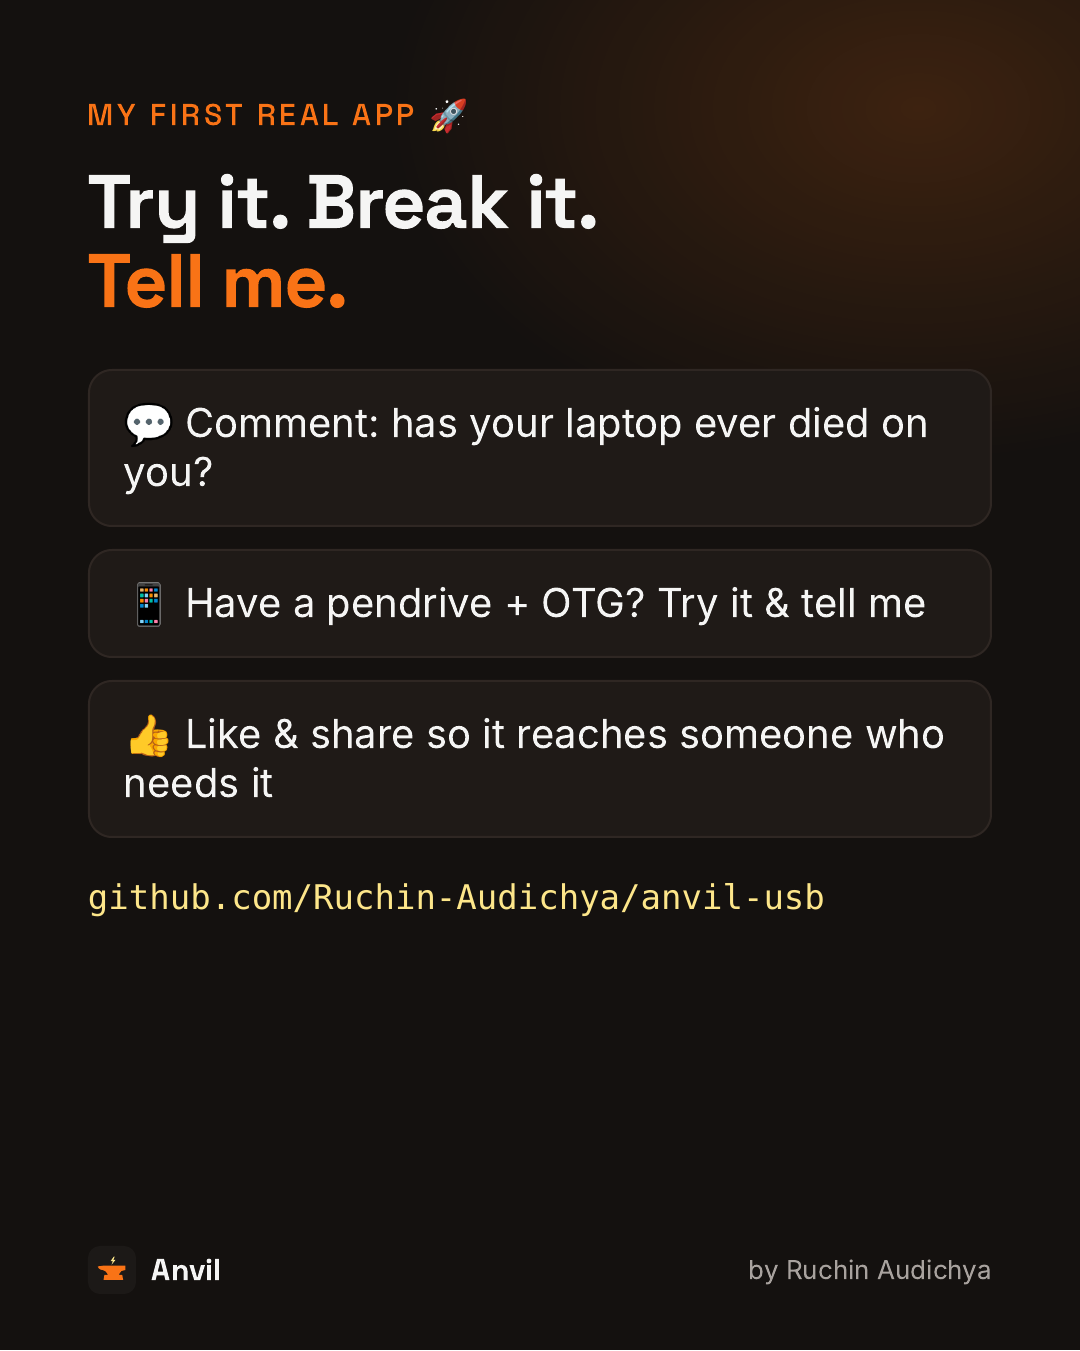 MY FIRST REAL APP 🚀
Try it. Break it.
Tell me.
💬 Comment: has your laptop ever died on
you?
📱 Have a pendrive + OTG? Try it & tell me
👍 Like & share so it reaches someone who
needs it
github.com/Ruchin-Audichya/anvil-usb
Anvil
by Ruchin Audichya